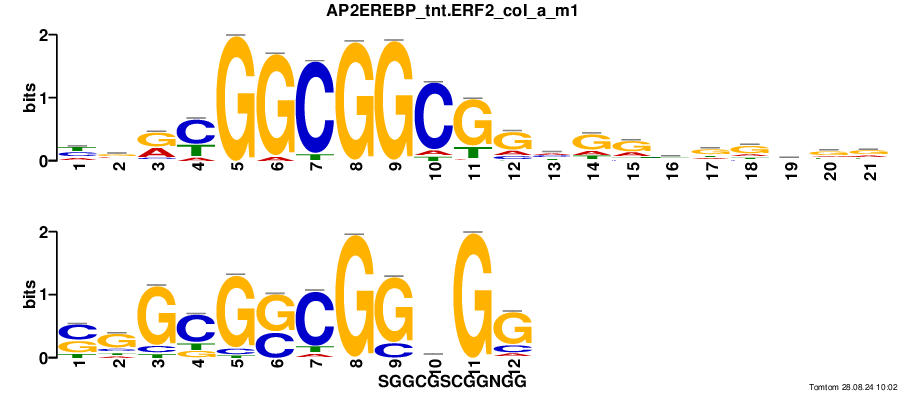 AP2EREBP_tnt.ERF2_col_a_m1
2
1
0
bits
T C A G A T C G G A G C T G G C T A G G T C A G C G A C G A T G A
1 2 3 4 5 6 7 8 9 10 11 12 13 14 15 16 17 18 19 20 21
2
1
0
bits
C G G G C T C G G G C C T G C G G C G G C
1 2 3 4 5 6 7 8 9 10 11 12
SGGCGSCGGNGG
Tomtom 28.08.24 10:02